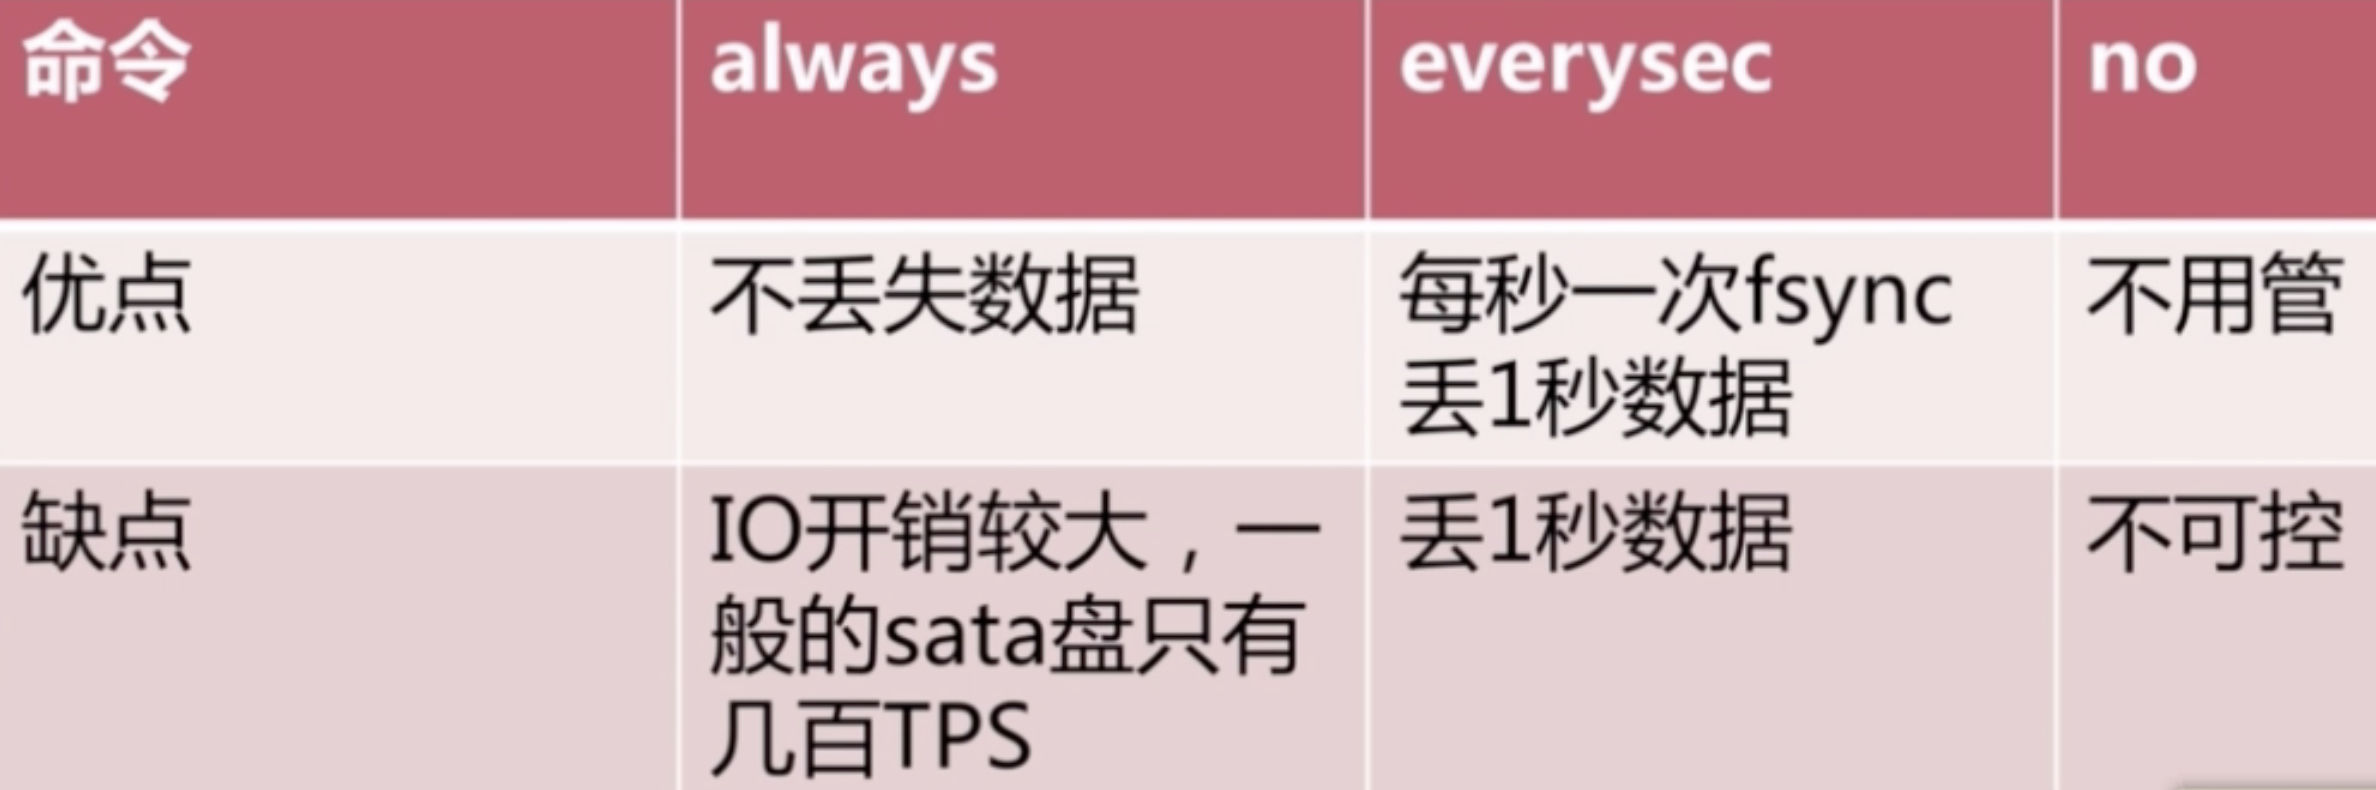 命令 always everysec no
优点 不丢失数据 每秒一次fsync 不用管
丢1秒数据
缺点 IO开销较大，一 丢1秒数据 不可控
般的sata盘只有
几百TPS